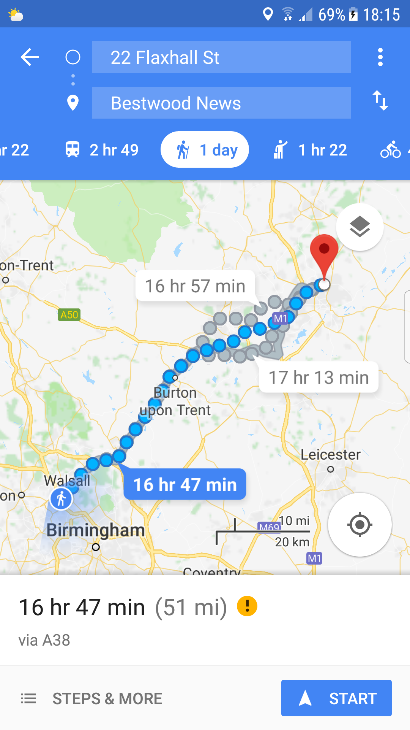 69% 18:15
22 Flaxhall St
Bestwood News
hr 22
2 hr 49
1 day
1 hr 22
on-Trent
16 hr 57 min
A50
M1
17 hr 13 min
Burton
upon Trent
Leicester
Walsall
16 hr 47 min
on
Birmingham
M69
10 mi
20 km
M1
Coventry
16 hr 47 min (51 mi)
via A38
STEPS & MORE
START